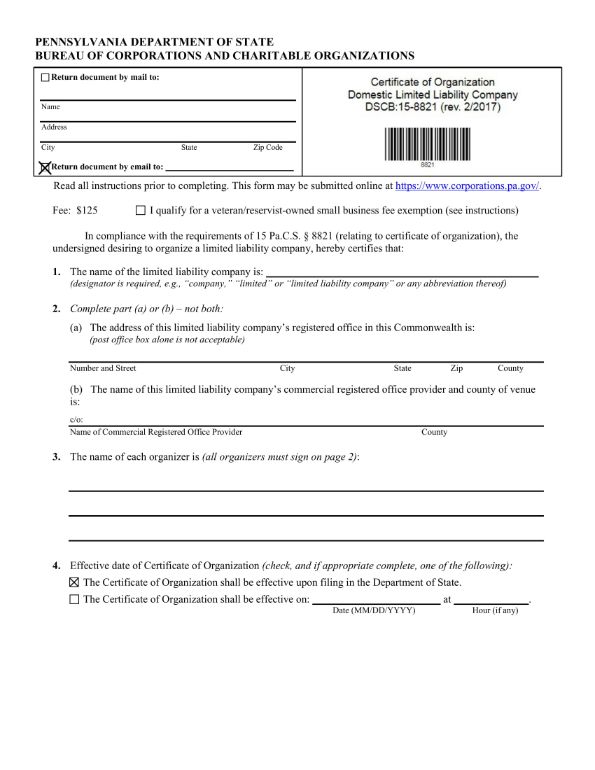 PENNSYLVANIA DEPARTMENT OF STATE
BUREAU OF CORPORATIONS AND CHARITABLE ORGANIZATIONS
Return document by mail to:
Name
Address
City State Zip Code
Return document by email to:
Certificate of Organization
Domestic Limited Liability Company
DSCB:15-8821 (rev. 2/2017)
8821
Read all instructions prior to completing. This form may be submitted online at https://www.corporations.pa.gov/.
Fee: $125 I qualify for a veteran/reservist-owned small business fee exemption (see instructions)
In compliance with the requirements of 15 Pa.C.S. § 8821 (relating to certificate of organization), the
undersigned desiring to organize a limited liability company, hereby certifies that:
1. The name of the limited liability company is:
(designator is required, e.g., “company,” “limited” or “limited liability company” or any abbreviation thereof)
2. Complete part (a) or (b) – not both:
(a) The address of this limited liability company’s registered office in this Commonwealth is:
(post office box alone is not acceptable)
Number and Street City State Zip County
(b) The name of this limited liability company’s commercial registered office provider and county of venue
is:
c/o:
Name of Commercial Registered Office Provider County
3. The name of each organizer is (all organizers must sign on page 2):
4. Effective date of Certificate of Organization (check, and if appropriate complete, one of the following):
The Certificate of Organization shall be effective upon filing in the Department of State.
The Certificate of Organization shall be effective on: at .
Date (MM/DD/YYYY) Hour (if any)